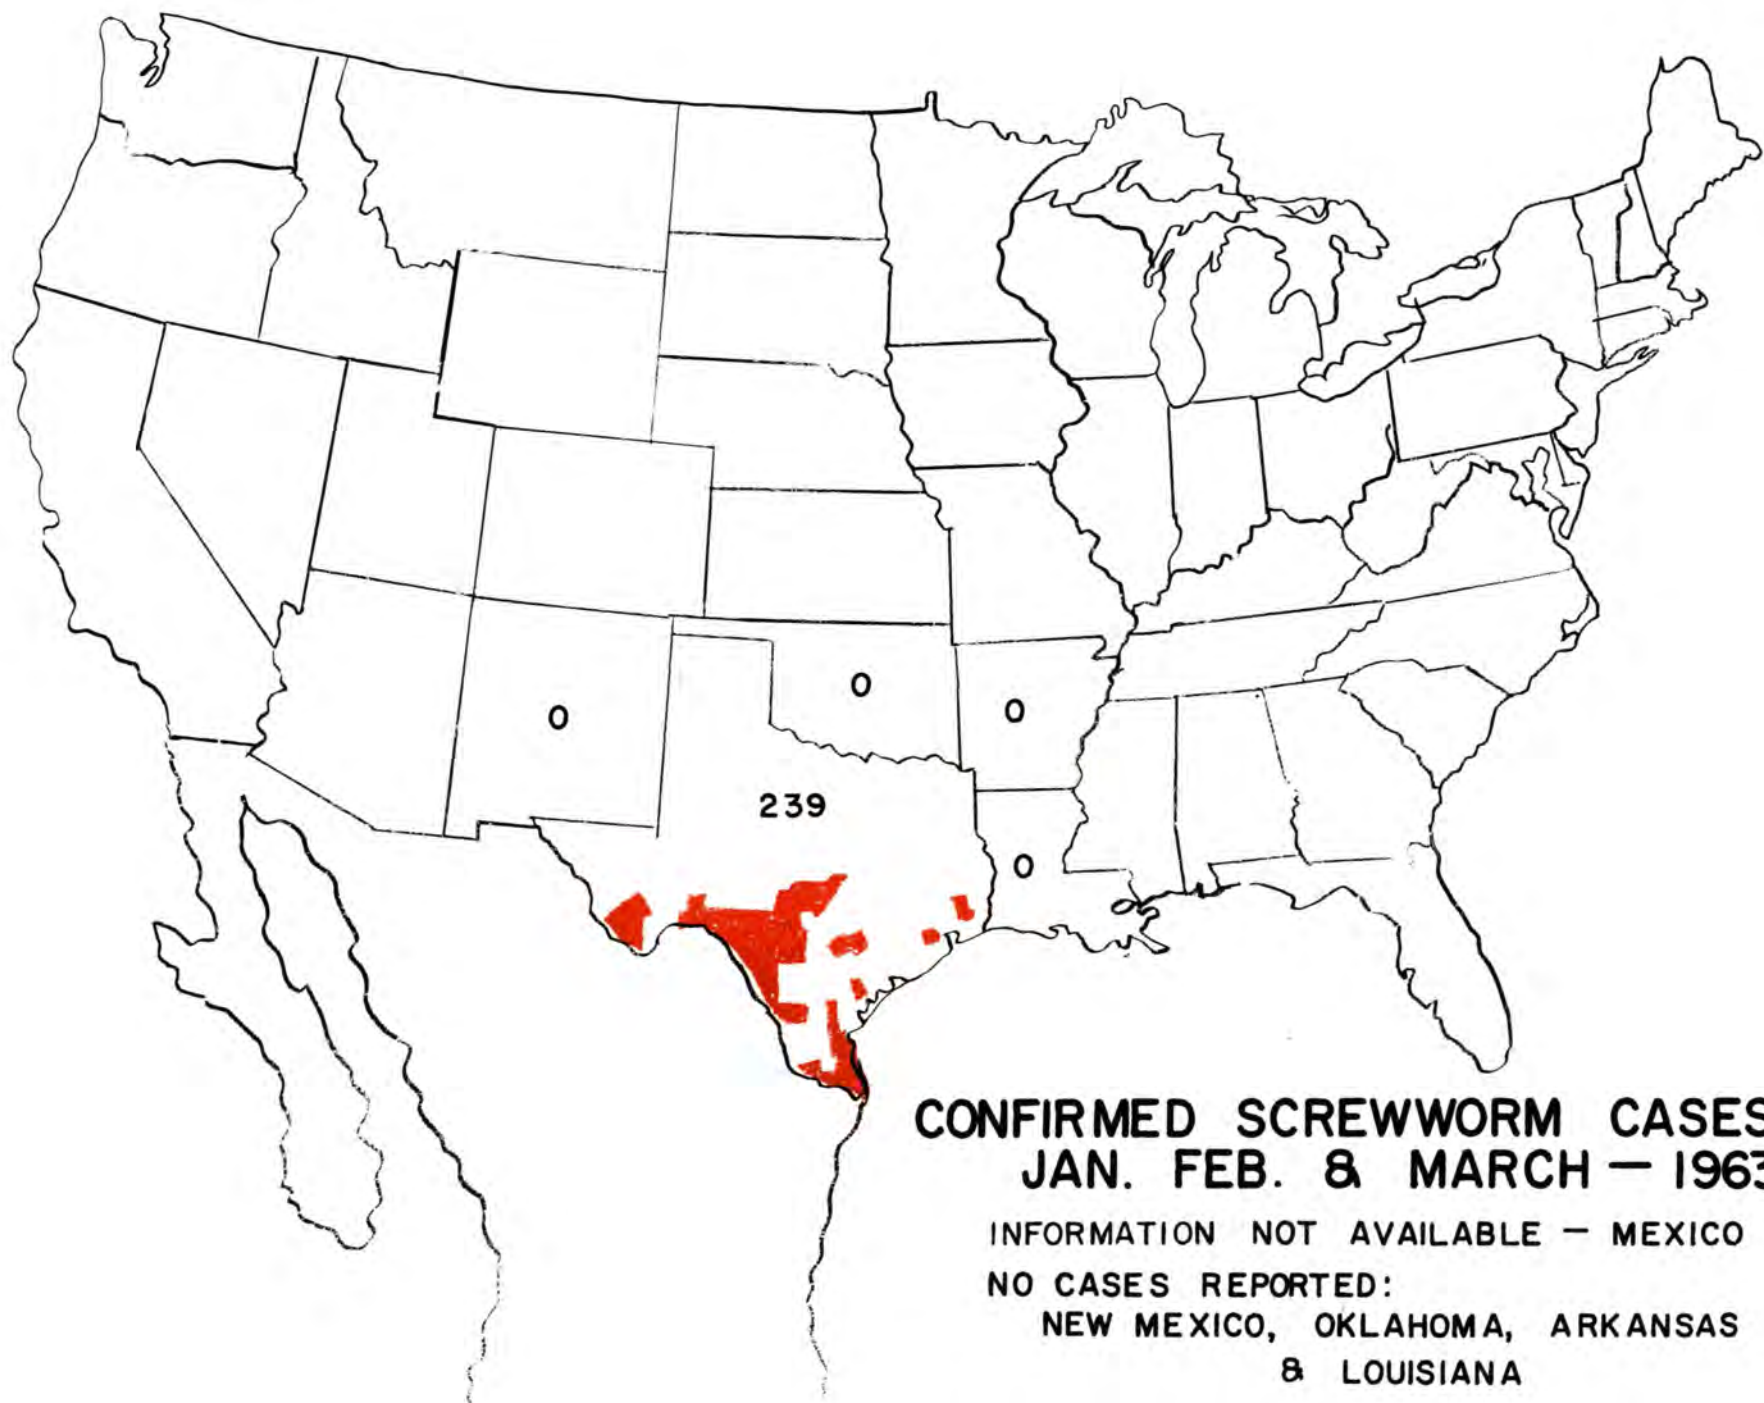 0
0
0
239
0
CONFIRMED SCREWWORM CASES
JAN. FEB. & MARCH — 1963
INFORMATION NOT AVAILABLE — MEXICO
NO CASES REPORTED:
NEW MEXICO, OKLAHOMA, ARKANSAS
& LOUISIANA